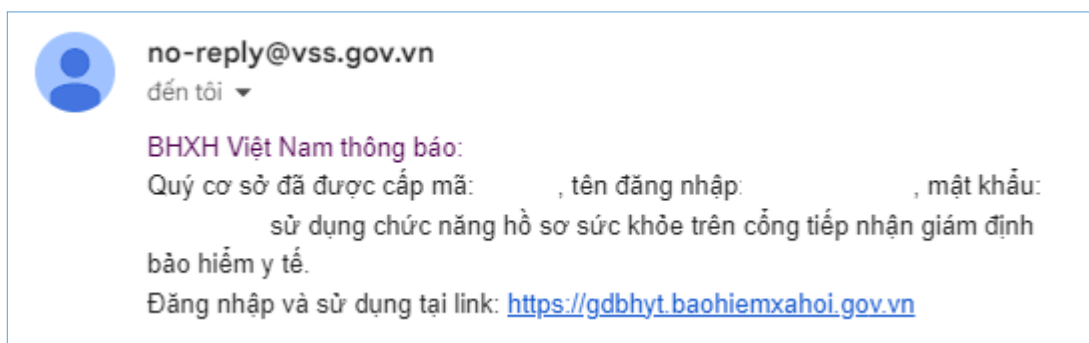 no-reply@vss.gov.vn
đến tôi
BHXH Việt Nam thông báo:
Quý cơ sở đã được cấp mã: , tên đăng nhập: , mật khẩu:
sử dụng chức năng hồ sơ sức khỏe trên cổng tiếp nhận giám định
bảo hiểm y tế.
Đăng nhập và sử dụng tại link: https://gdbhyt.baohiemxahoi.gov.vn